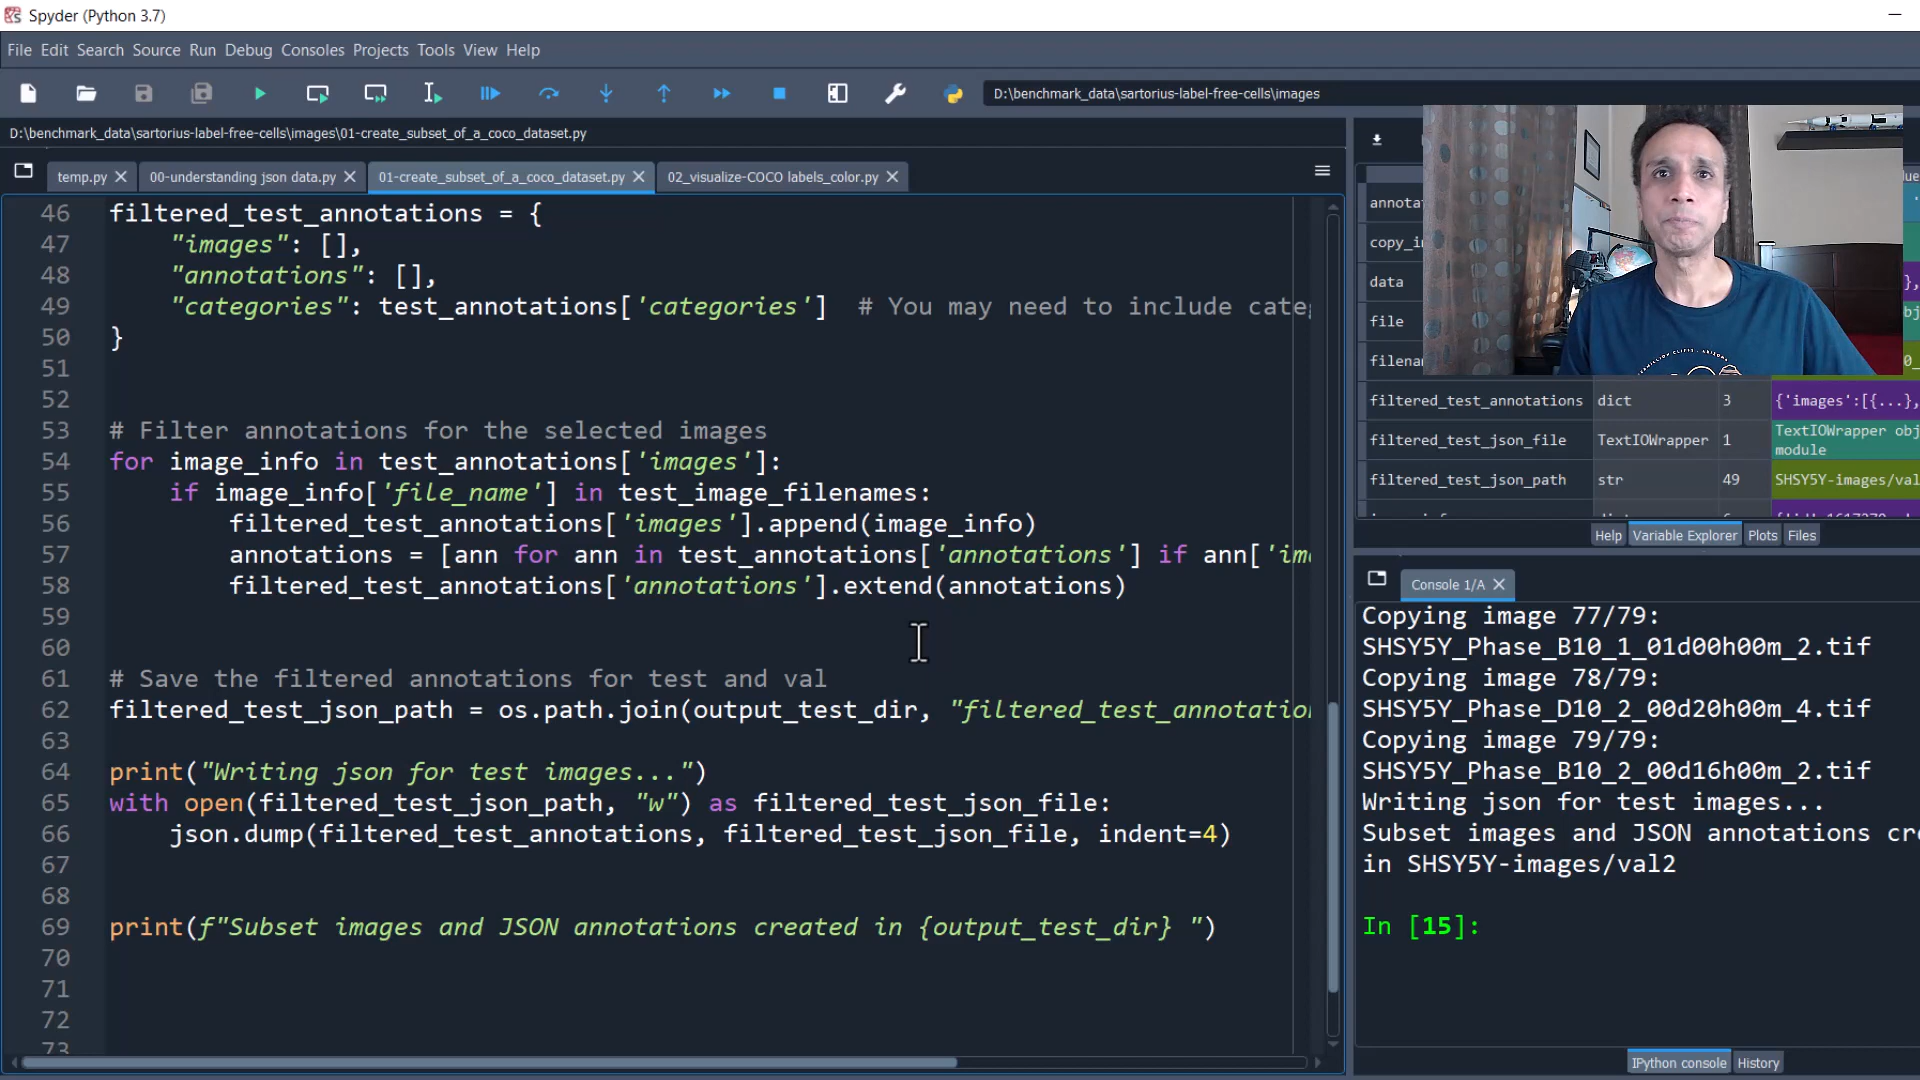 Spyder (Python 3.7)
File Edit Search Source Run Debug Consoles Projects Tools View Help
D:\benchmark_data\sartorius-label-free-cells\images
D:\benchmark_data\sartorius-label-free-cells\images\01-create_subset_of_a_coco_dataset.py
temp.py 00-understanding json data.py 01-create_subset_of_a_coco_dataset.py 02_visualize-COCO labels_color.py
46 filtered_test_annotations = {
47 "images": [],
48 "annotations": [],
49 "categories": test_annotations['categories'] # You may need to include cate
50 }
51
52
53 # Filter annotations for the selected images
54 for image_info in test_annotations['images']:
55 if image_info['file_name'] in test_image_filenames:
56 filtered_test_annotations['images'].append(image_info)
57 annotations = [ann for ann in test_annotations['annotations'] if ann['im
58 filtered_test_annotations['annotations'].extend(annotations)
59
60
61 # Save the filtered annotations for test and val
62 filtered_test_json_path = os.path.join(output_test_dir, "filtered_test_annotatio
63
64 print("Writing json for test images...")
65 with open(filtered_test_json_path, "w") as filtered_test_json_file:
66 json.dump(filtered_test_annotations, filtered_test_json_file, indent=4)
67
68
69 print(f"Subset images and JSON annotations created in {output_test_dir} ")
70
71
72
73
annota
copy_i
data
file
filena
filtered_test_annotations dict 3 {'images':[{...},
filtered_test_json_file TextIOWrapper 1 TextIOWrapper obj
module
filtered_test_json_path str 49 SHSY5Y-images/val
Help Variable Explorer Plots Files
Console 1/A
Copying image 77/79:
SHSY5Y_Phase_B10_1_01d00h00m_2.tif
Copying image 78/79:
SHSY5Y_Phase_D10_2_00d20h00m_4.tif
Copying image 79/79:
SHSY5Y_Phase_B10_2_00d16h00m_2.tif
Writing json for test images...
Subset images and JSON annotations cre
in SHSY5Y-images/val2
In [15]:
IPython console History